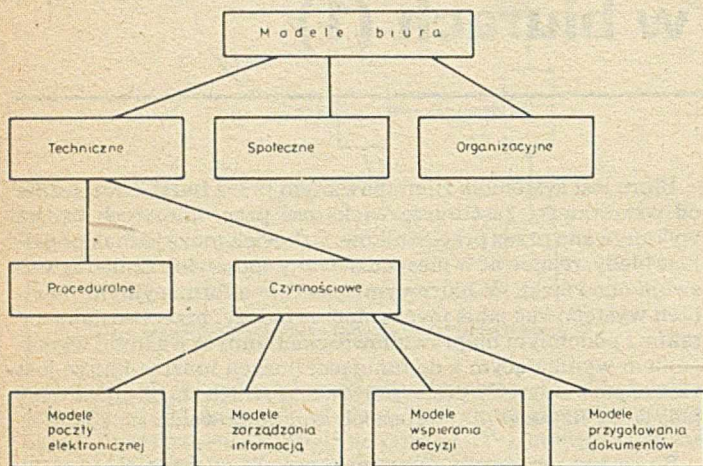 Modele biura
Techniczne
Społeczne
Organizacyjne
Proceduralne
Czynnościowe
Modele
poczty
elektronicznej
Modele
zarządzania
informacją
Modele
wspierania
decyzji
Modele
przygotowania
dokumentów